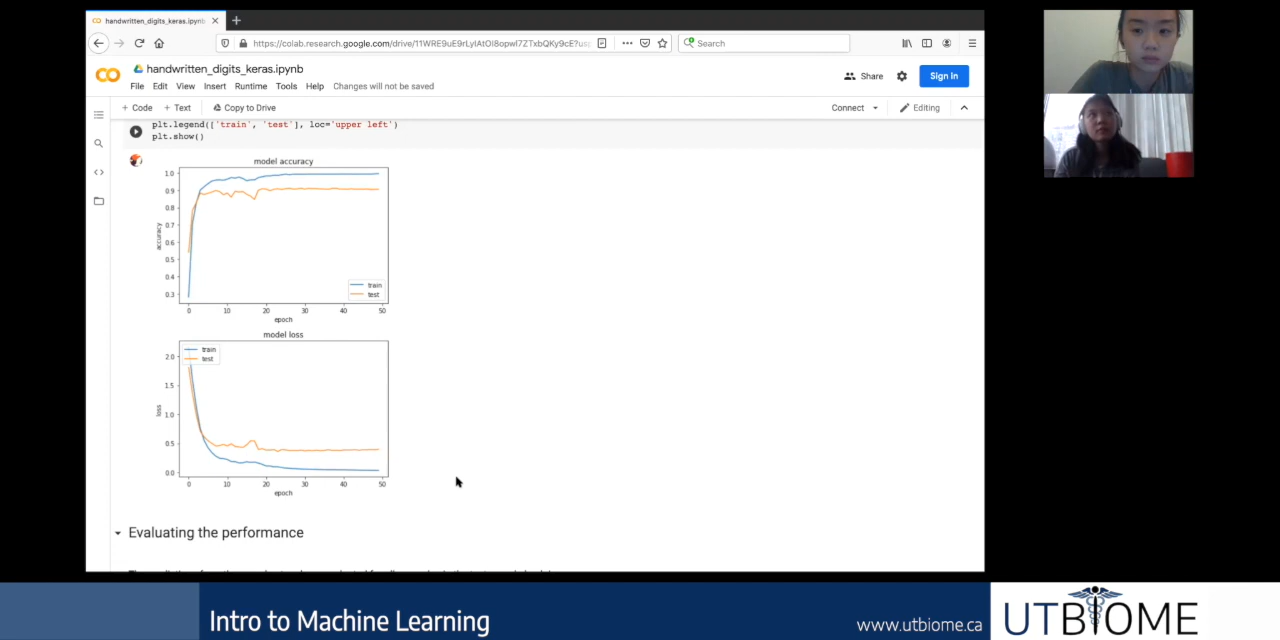 handwritten_digits_keras.ipynb
https://colab.research.google.com/drive/
Search
handwritten_digits_keras.ipynb
File Edit View Insert Runtime Tools Help Changes will not be saved
Share
Sign in
+ Code + Text Copy to Drive
Connect
Editing
plt.legend(['train', 'test'], loc='upper left')
plt.show()
model accuracy
1.0
0.9
0.8
0.7
0.6
0.5
0.4
0.3
accuracy
train
test
0 10 20 30 40 50
epoch
model loss
train
test
2.0
1.5
1.0
0.5
0.0
loss
0 10 20 30 40 50
epoch
Evaluating the performance
Intro to Machine Learning
www.utbiome.ca
UTBIOME